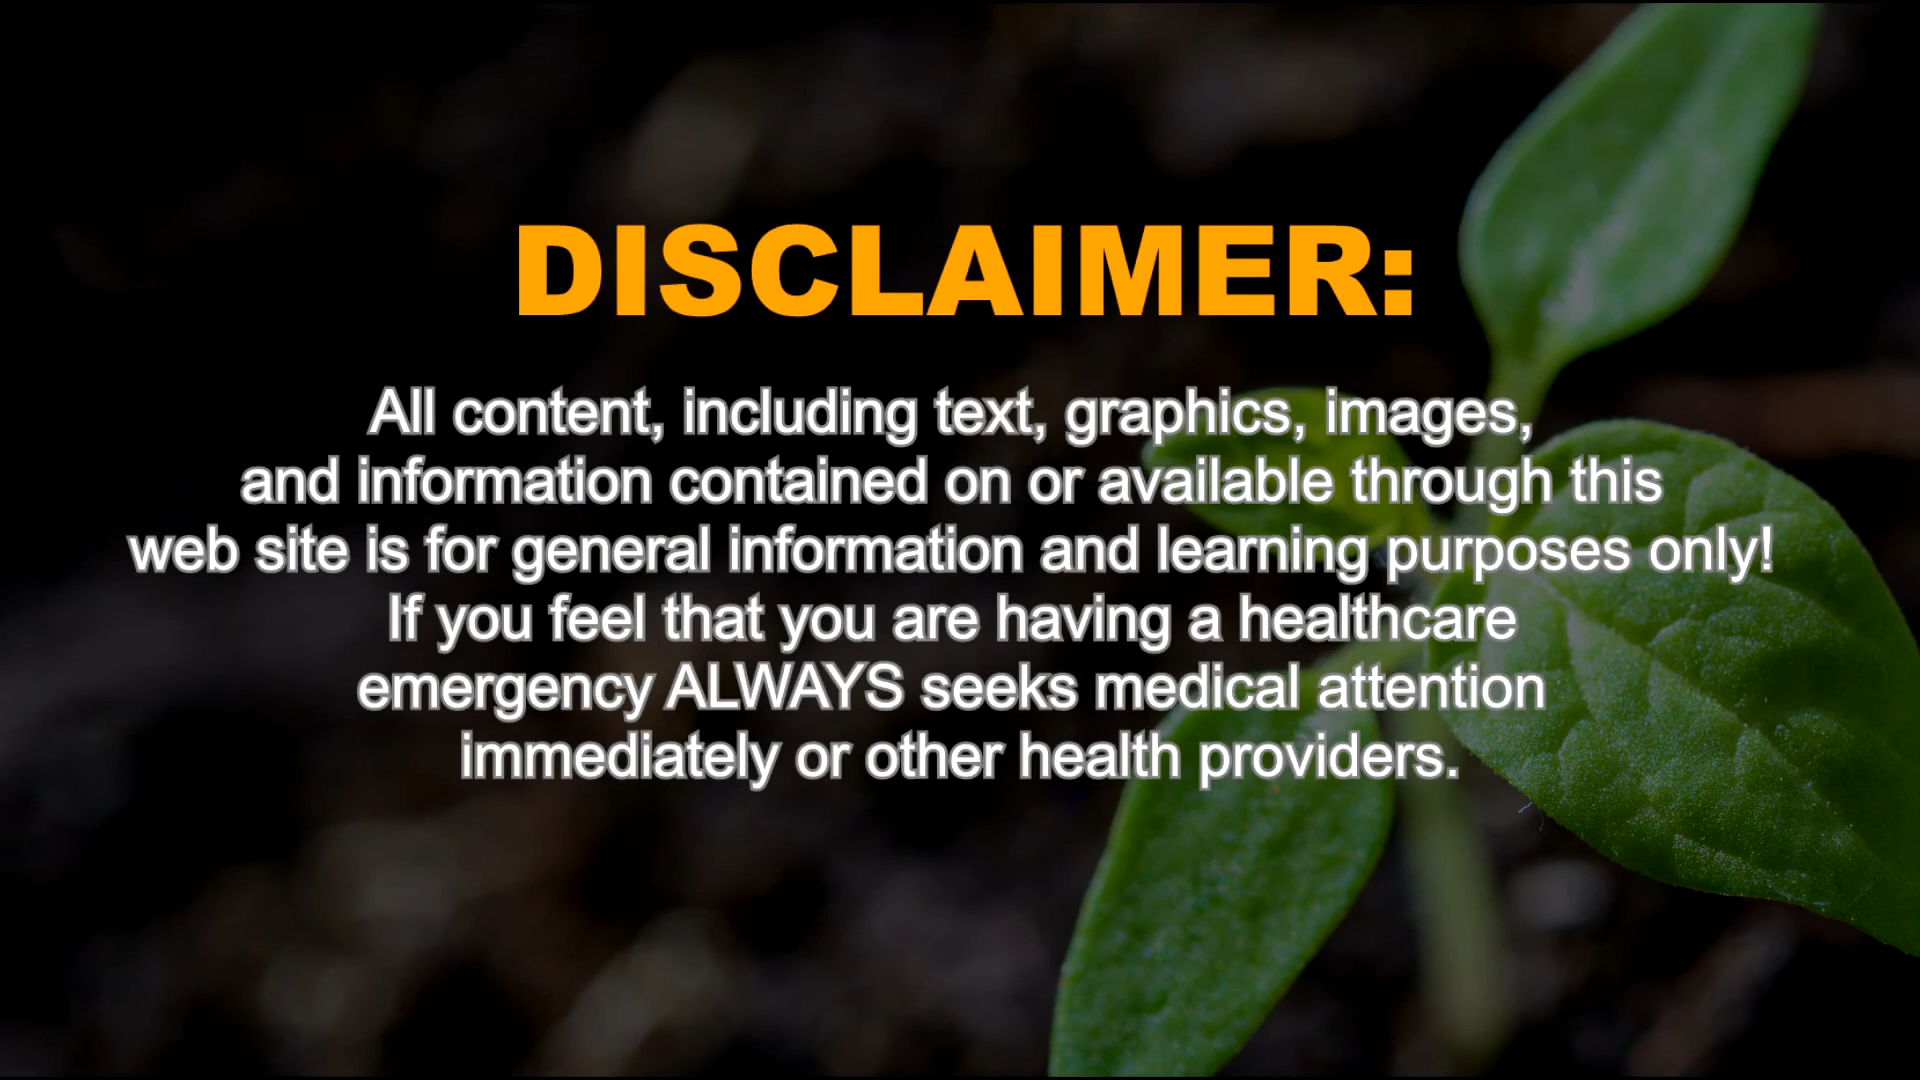 DISCLAIMER:
All content, including text, graphics, images,
and information contained on or available through this
web site is for general information and learning purposes only!
If you feel that you are having a healthcare
emergency ALWAYS seeks medical attention
immediately or other health providers.